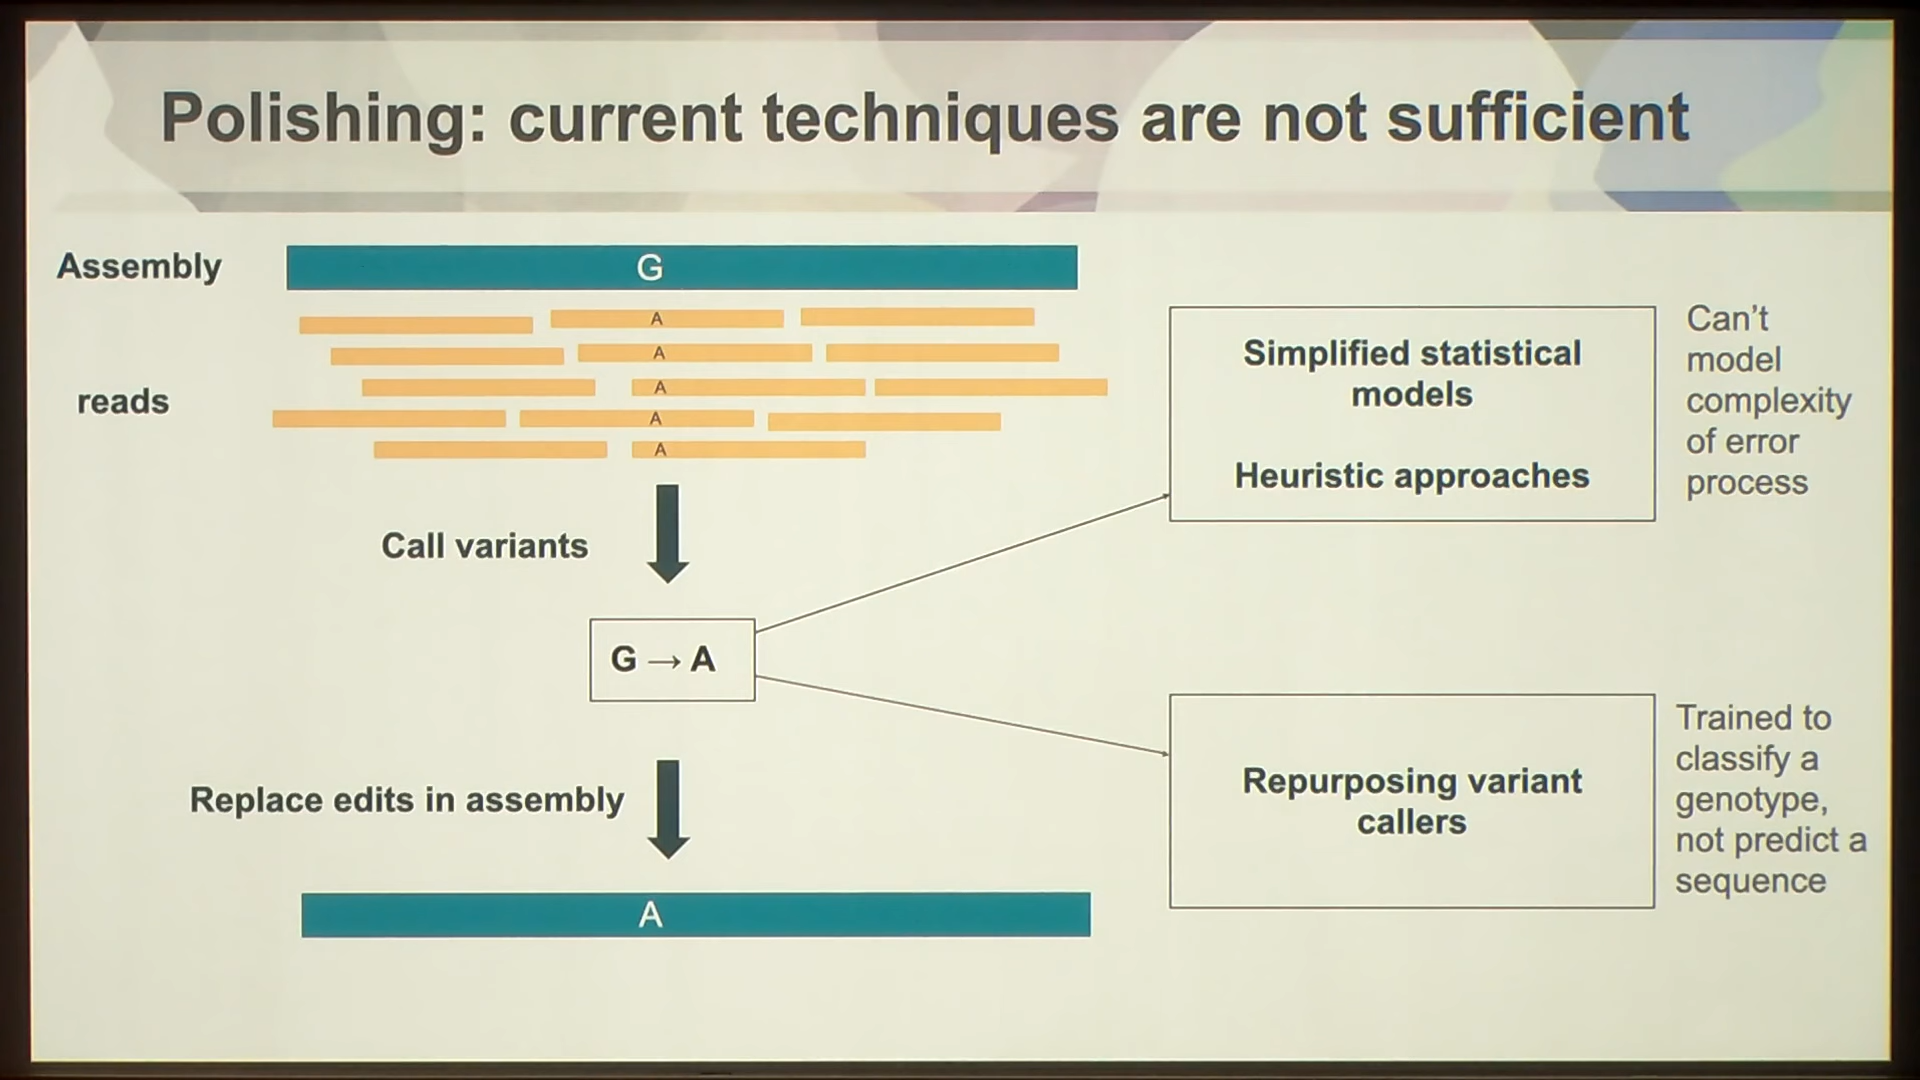 Polishing: current techniques are not sufficient
Assembly
G
A
A
reads
A
A
A
Call variants
G → A
Replace edits in assembly
A
Simplified statistical
models
Heuristic approaches
Can’t
model
complexity
of error
process
Repurposing variant
callers
Trained to
classify a
genotype,
not predict a
sequence